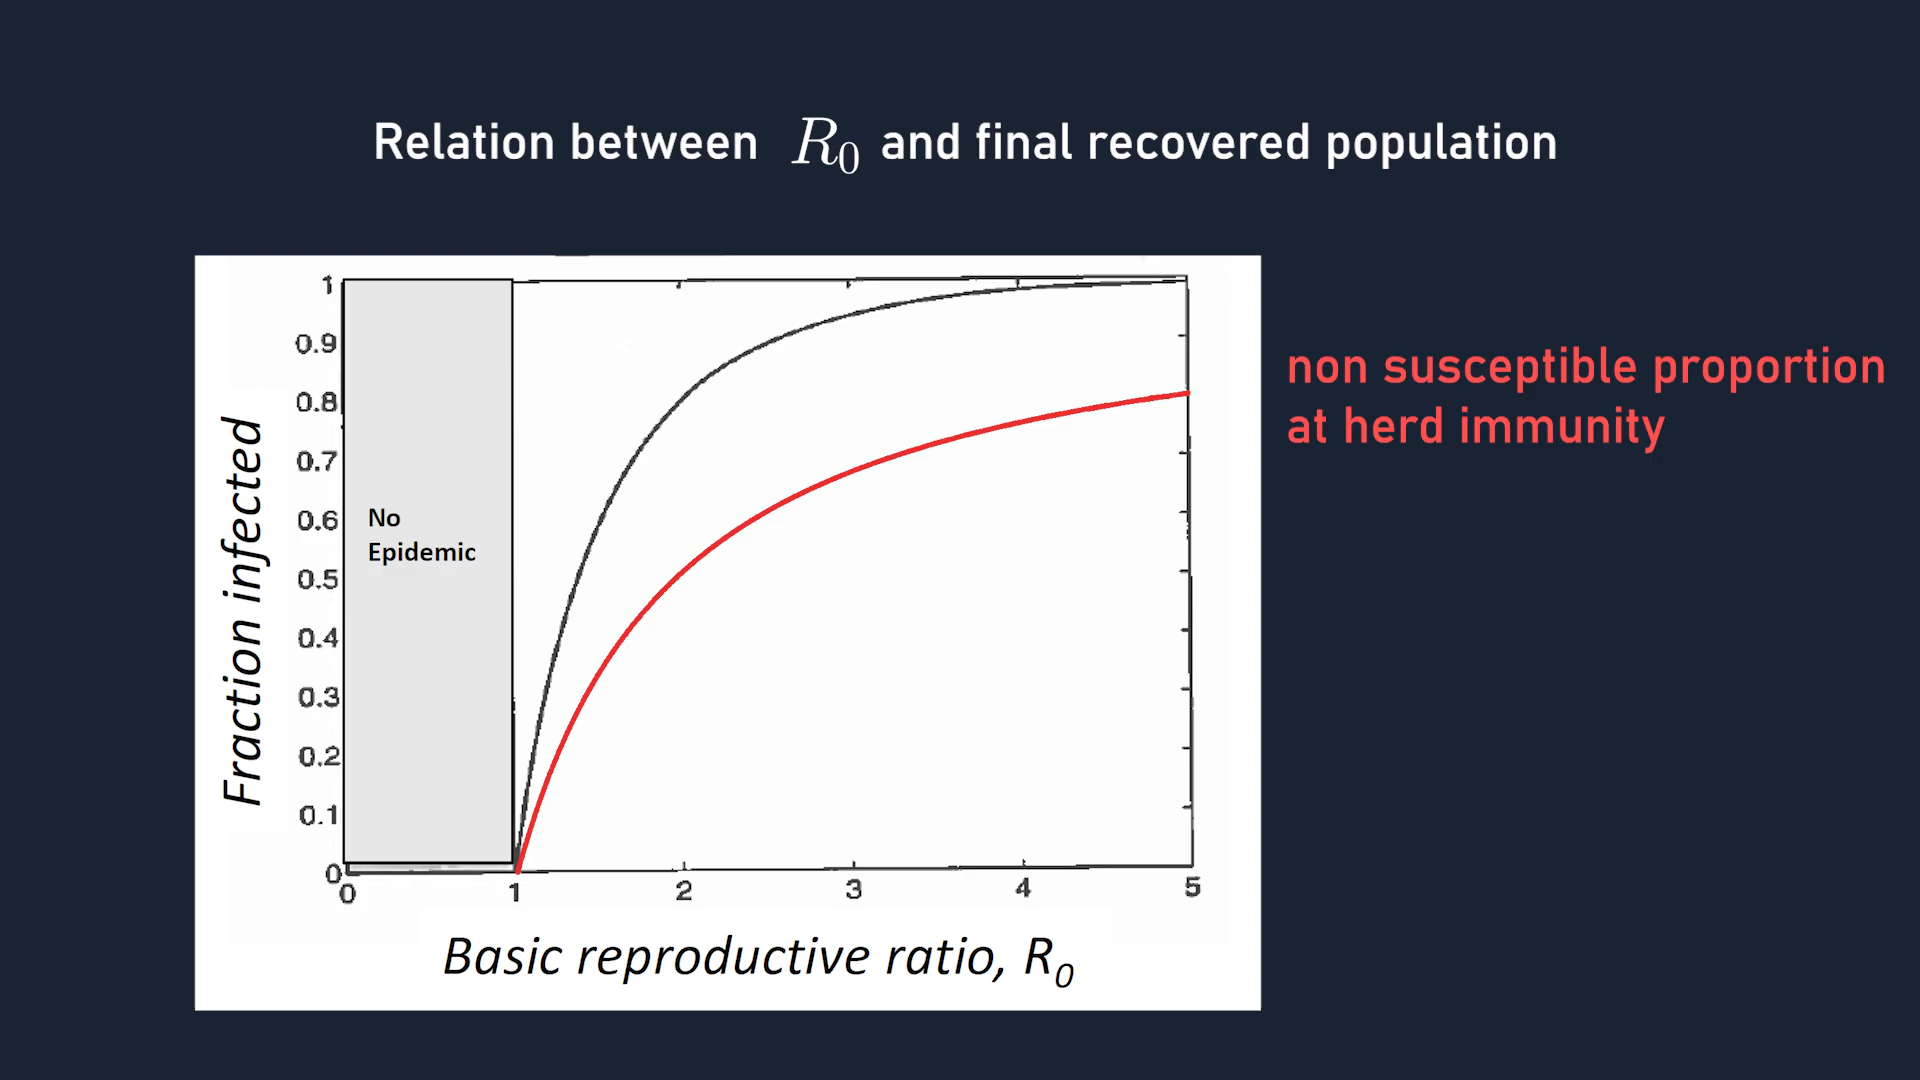 Relation between R₀ and final recovered population
1
0.9
0.8
0.7
0.6
0.5
0.4
0.3
0.2
0.1
0
Fraction infected
No
Epidemic
0 1 2 3 4 5
Basic reproductive ratio, R₀
non susceptible proportion
at herd immunity